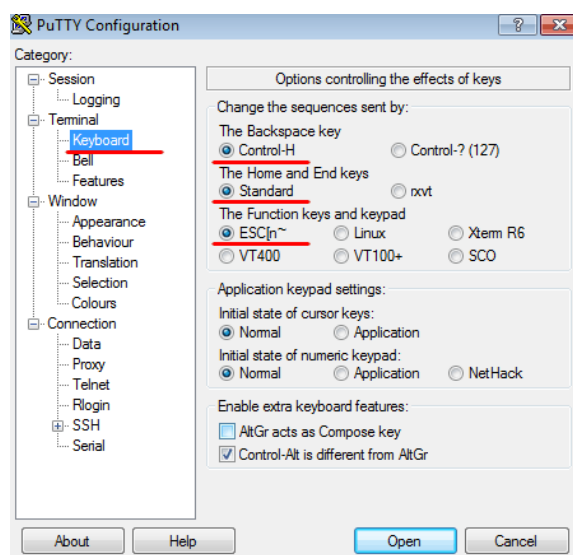 PuTTY Configuration
Category:
Session
Logging
Terminal
Keyboard
Bell
Features
Window
Appearance
Behaviour
Translation
Selection
Colours
Connection
Data
Proxy
Telnet
Rlogin
SSH
Serial
Options controlling the effects of keys
Change the sequences sent by:
The Backspace key
Control-H Control-? (127)
The Home and End keys
Standard rxvt
The Function keys and keypad
ESC[n~ Linux Xterm R6
VT400 VT100+ SCO
Application keypad settings:
Initial state of cursor keys:
Normal Application
Initial state of numeric keypad:
Normal Application NetHack
Enable extra keyboard features:
AltGr acts as Compose key
Control-Alt is different from AltGr
About Help Open Cancel